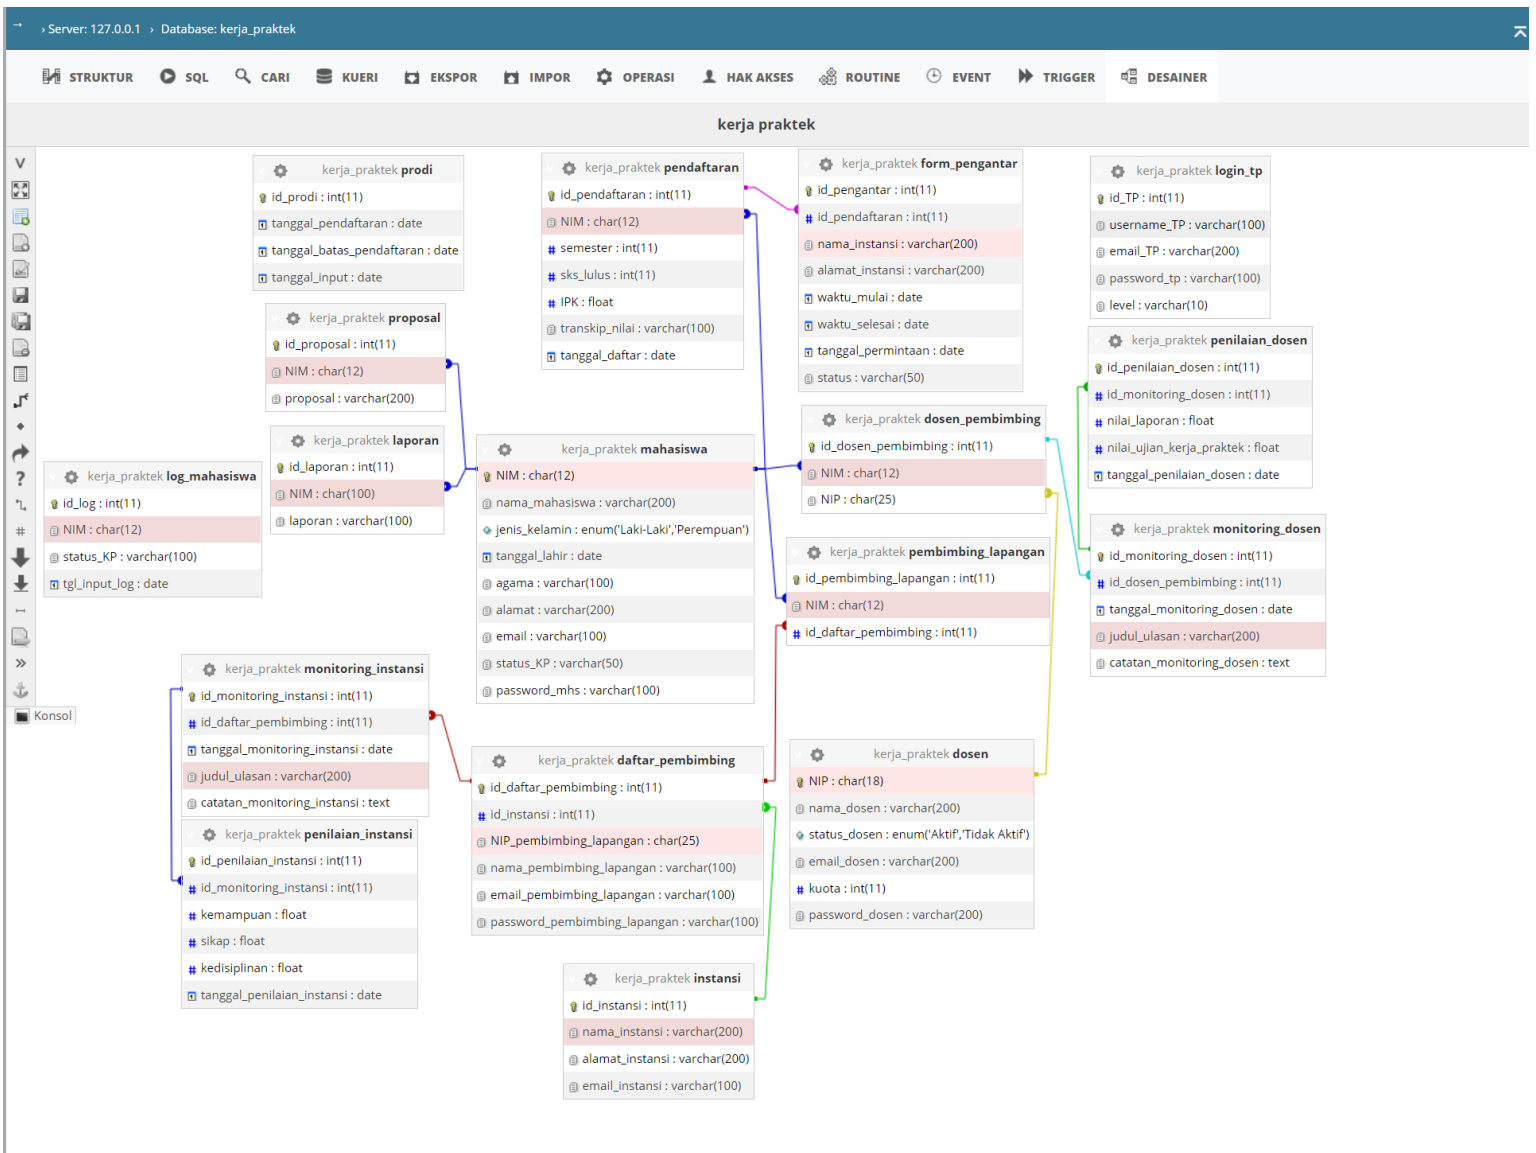 › Server: 127.0.0.1 › Database: kerja_praktek
STRUKTUR SQL CARI KUERI EKSPOR IMPOR OPERASI HAK AKSES ROUTINE EVENT TRIGGER DESAINER
kerja praktek
kerja_praktek prodi
id_prodi : int(11)
tanggal_pendaftaran : date
tanggal_batas_pendaftaran : date
tanggal_input : date
kerja_praktek pendaftaran
id_pendaftaran : int(11)
NIM : char(12)
semester : int(11)
sks_lulus : int(11)
IPK : float
transkip_nilai : varchar(100)
tanggal_daftar : date
kerja_praktek form_pengantar
id_pengantar : int(11)
id_pendaftaran : int(11)
nama_instansi : varchar(200)
alamat_instansi : varchar(200)
waktu_mulai : date
waktu_selesai : date
tanggal_permintaan : date
status : varchar(50)
kerja_praktek login_tp
id_TP : int(11)
username_TP : varchar(100)
email_TP : varchar(200)
password_tp : varchar(100)
level : varchar(10)
kerja_praktek proposal
id_proposal : int(11)
NIM : char(12)
proposal : varchar(200)
kerja_praktek penilaian_dosen
id_penilaian_dosen : int(11)
id_monitoring_dosen : int(11)
nilai_laporan : float
nilai_ujian_kerja_praktek : float
tanggal_penilaian_dosen : date
kerja_praktek laporan
id_laporan : int(11)
NIM : char(100)
laporan : varchar(100)
kerja_praktek dosen_pembimbing
id_dosen_pembimbing : int(11)
NIM : char(12)
NIP : char(25)
kerja_praktek log_mahasiswa
id_log : int(11)
NIM : char(12)
status_KP : varchar(100)
tgl_input_log : date
kerja_praktek mahasiswa
NIM : char(12)
nama_mahasiswa : varchar(200)
jenis_kelamin : enum('Laki-Laki','Perempuan')
tanggal_lahir : date
agama : varchar(100)
alamat : varchar(200)
email : varchar(100)
status_KP : varchar(50)
password_mhs : varchar(100)
kerja_praktek pembimbing_lapangan
id_pembimbing_lapangan : int(11)
NIM : char(12)
id_daftar_pembimbing : int(11)
kerja_praktek monitoring_dosen
id_monitoring_dosen : int(11)
id_dosen_pembimbing : int(11)
tanggal_monitoring_dosen : date
judul_ulasan : varchar(200)
catatan_monitoring_dosen : text
kerja_praktek monitoring_instansi
id_monitoring_instansi : int(11)
id_daftar_pembimbing : int(11)
tanggal_monitoring_instansi : date
judul_ulasan : varchar(200)
catatan_monitoring_instansi : text
Konsol
kerja_praktek daftar_pembimbing
id_daftar_pembimbing : int(11)
id_instansi : int(11)
NIP_pembimbing_lapangan : char(25)
nama_pembimbing_lapangan : varchar(100)
email_pembimbing_lapangan : varchar(100)
password_pembimbing_lapangan : varchar(100)
kerja_praktek dosen
NIP : char(18)
nama_dosen : varchar(200)
status_dosen : enum('Aktif','Tidak Aktif')
email_dosen : varchar(200)
kuota : int(11)
password_dosen : varchar(200)
kerja_praktek penilaian_instansi
id_penilaian_instansi : int(11)
id_monitoring_instansi : int(11)
kemampuan : float
sikap : float
kedisiplinan : float
tanggal_penilaian_instansi : date
kerja_praktek instansi
id_instansi : int(11)
nama_instansi : varchar(200)
alamat_instansi : varchar(200)
email_instansi : varchar(100)